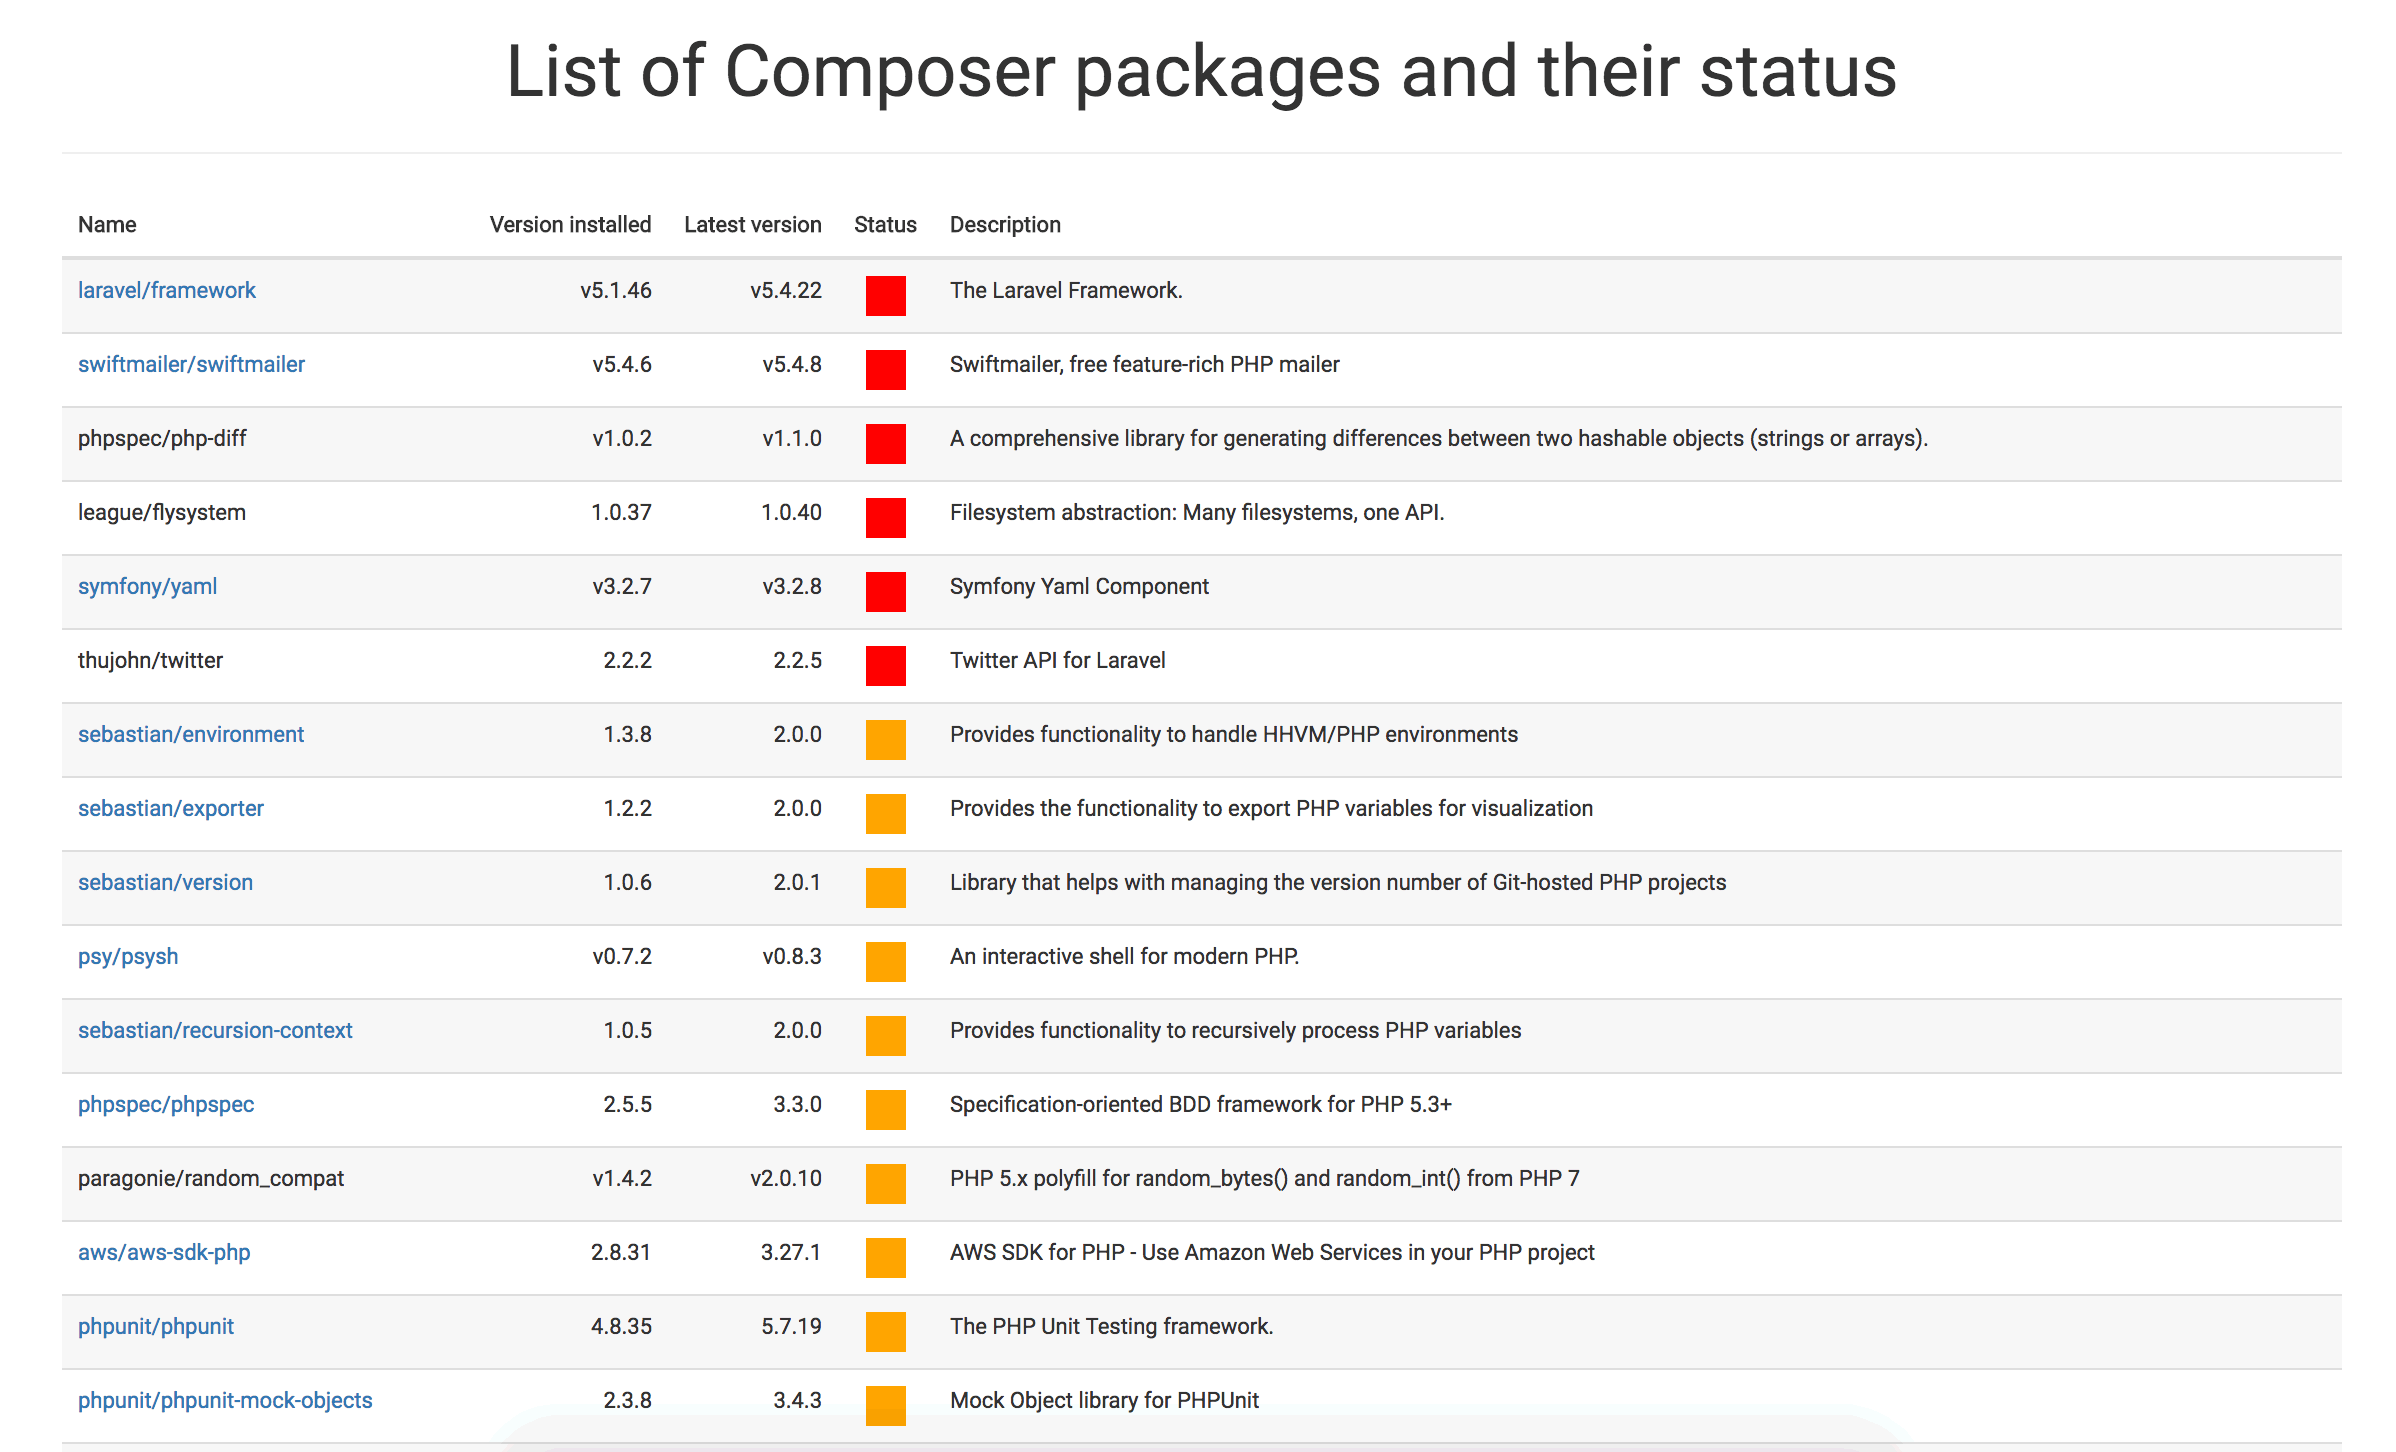 List of Composer packages and their status
Name Version installed Latest version Status Description
laravel/framework v5.1.46 v5.4.22 The Laravel Framework.
swiftmailer/swiftmailer v5.4.6 v5.4.8 Swiftmailer, free feature-rich PHP mailer
phpspec/php-diff v1.0.2 v1.1.0 A comprehensive library for generating differences between two hashable objects (strings or arrays).
league/flysystem 1.0.37 1.0.40 Filesystem abstraction: Many filesystems, one API.
symfony/yaml v3.2.7 v3.2.8 Symfony Yaml Component
thujohn/twitter 2.2.2 2.2.5 Twitter API for Laravel
sebastian/environment 1.3.8 2.0.0 Provides functionality to handle HHVM/PHP environments
sebastian/exporter 1.2.2 2.0.0 Provides the functionality to export PHP variables for visualization
sebastian/version 1.0.6 2.0.1 Library that helps with managing the version number of Git-hosted PHP projects
psy/psysh v0.7.2 v0.8.3 An interactive shell for modern PHP.
sebastian/recursion-context 1.0.5 2.0.0 Provides functionality to recursively process PHP variables
phpspec/phpspec 2.5.5 3.3.0 Specification-oriented BDD framework for PHP 5.3+
paragonie/random_compat v1.4.2 v2.0.10 PHP 5.x polyfill for random_bytes() and random_int() from PHP 7
aws/aws-sdk-php 2.8.31 3.27.1 AWS SDK for PHP - Use Amazon Web Services in your PHP project
phpunit/phpunit 4.8.35 5.7.19 The PHP Unit Testing framework.
phpunit/phpunit-mock-objects 2.3.8 3.4.3 Mock Object library for PHPUnit